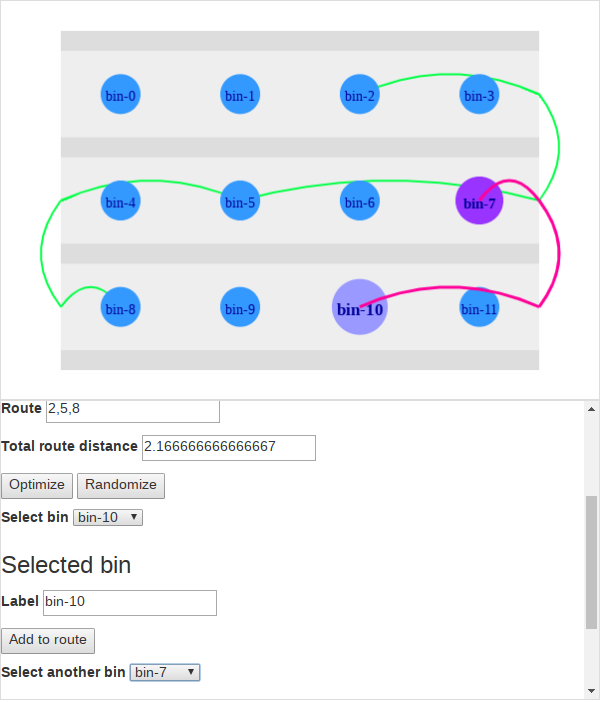 bin-0 bin-1 bin-2 bin-3
bin-4 bin-5 bin-6 bin-7
bin-8 bin-9 bin-10 bin-11
Route 2,5,8
Total route distance 2.166666666666667
Optimize Randomize
Select bin bin-10
Selected bin
Label bin-10
Add to route
Select another bin bin-7